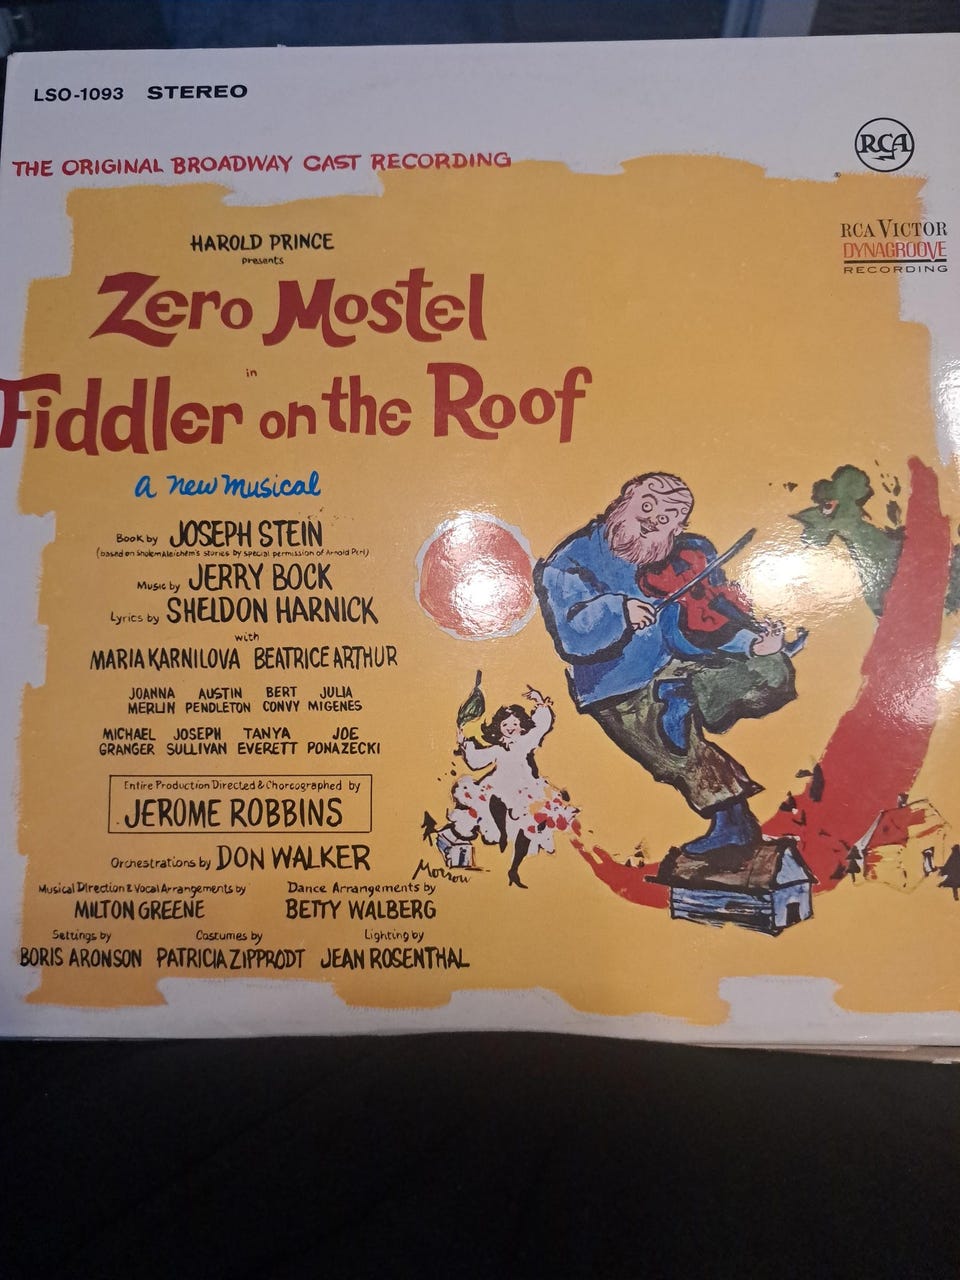 LSO-1093 STEREO
RCA
THE ORIGINAL BROADWAY CAST RECORDING
®
RCA VICTOR
DYNAGROOVE
RECORDING
HAROLD PRINCE
presents
Zero Mostel
in
Fiddler on the Roof
a new musical
Book by JOSEPH STEIN
(based on Sholem Aleichem's stories by special permission of Arnold Perl)
Music by JERRY BOCK
Lyrics by SHELDON HARNICK
with
MARIA KARNILOVA BEATRICE ARTHUR
JOANNA AUSTIN BERT JULIA
MERLIN PENDLETON CONVY MIGENES
MICHAEL JOSEPH TANYA JOE
GRANGER SULLIVAN EVERETT PONAZECKI
Entire Production Directed & Choreographed by
JEROME ROBBINS
Orchestrations by DON WALKER
Morrow
Musical Direction & Vocal Arrangements by Dance Arrangements by
MILTON GREENE BETTY WALBERG
Settings by Costumes by Lighting by
BORIS ARONSON PATRICIA ZIPPRODT JEAN ROSENTHAL